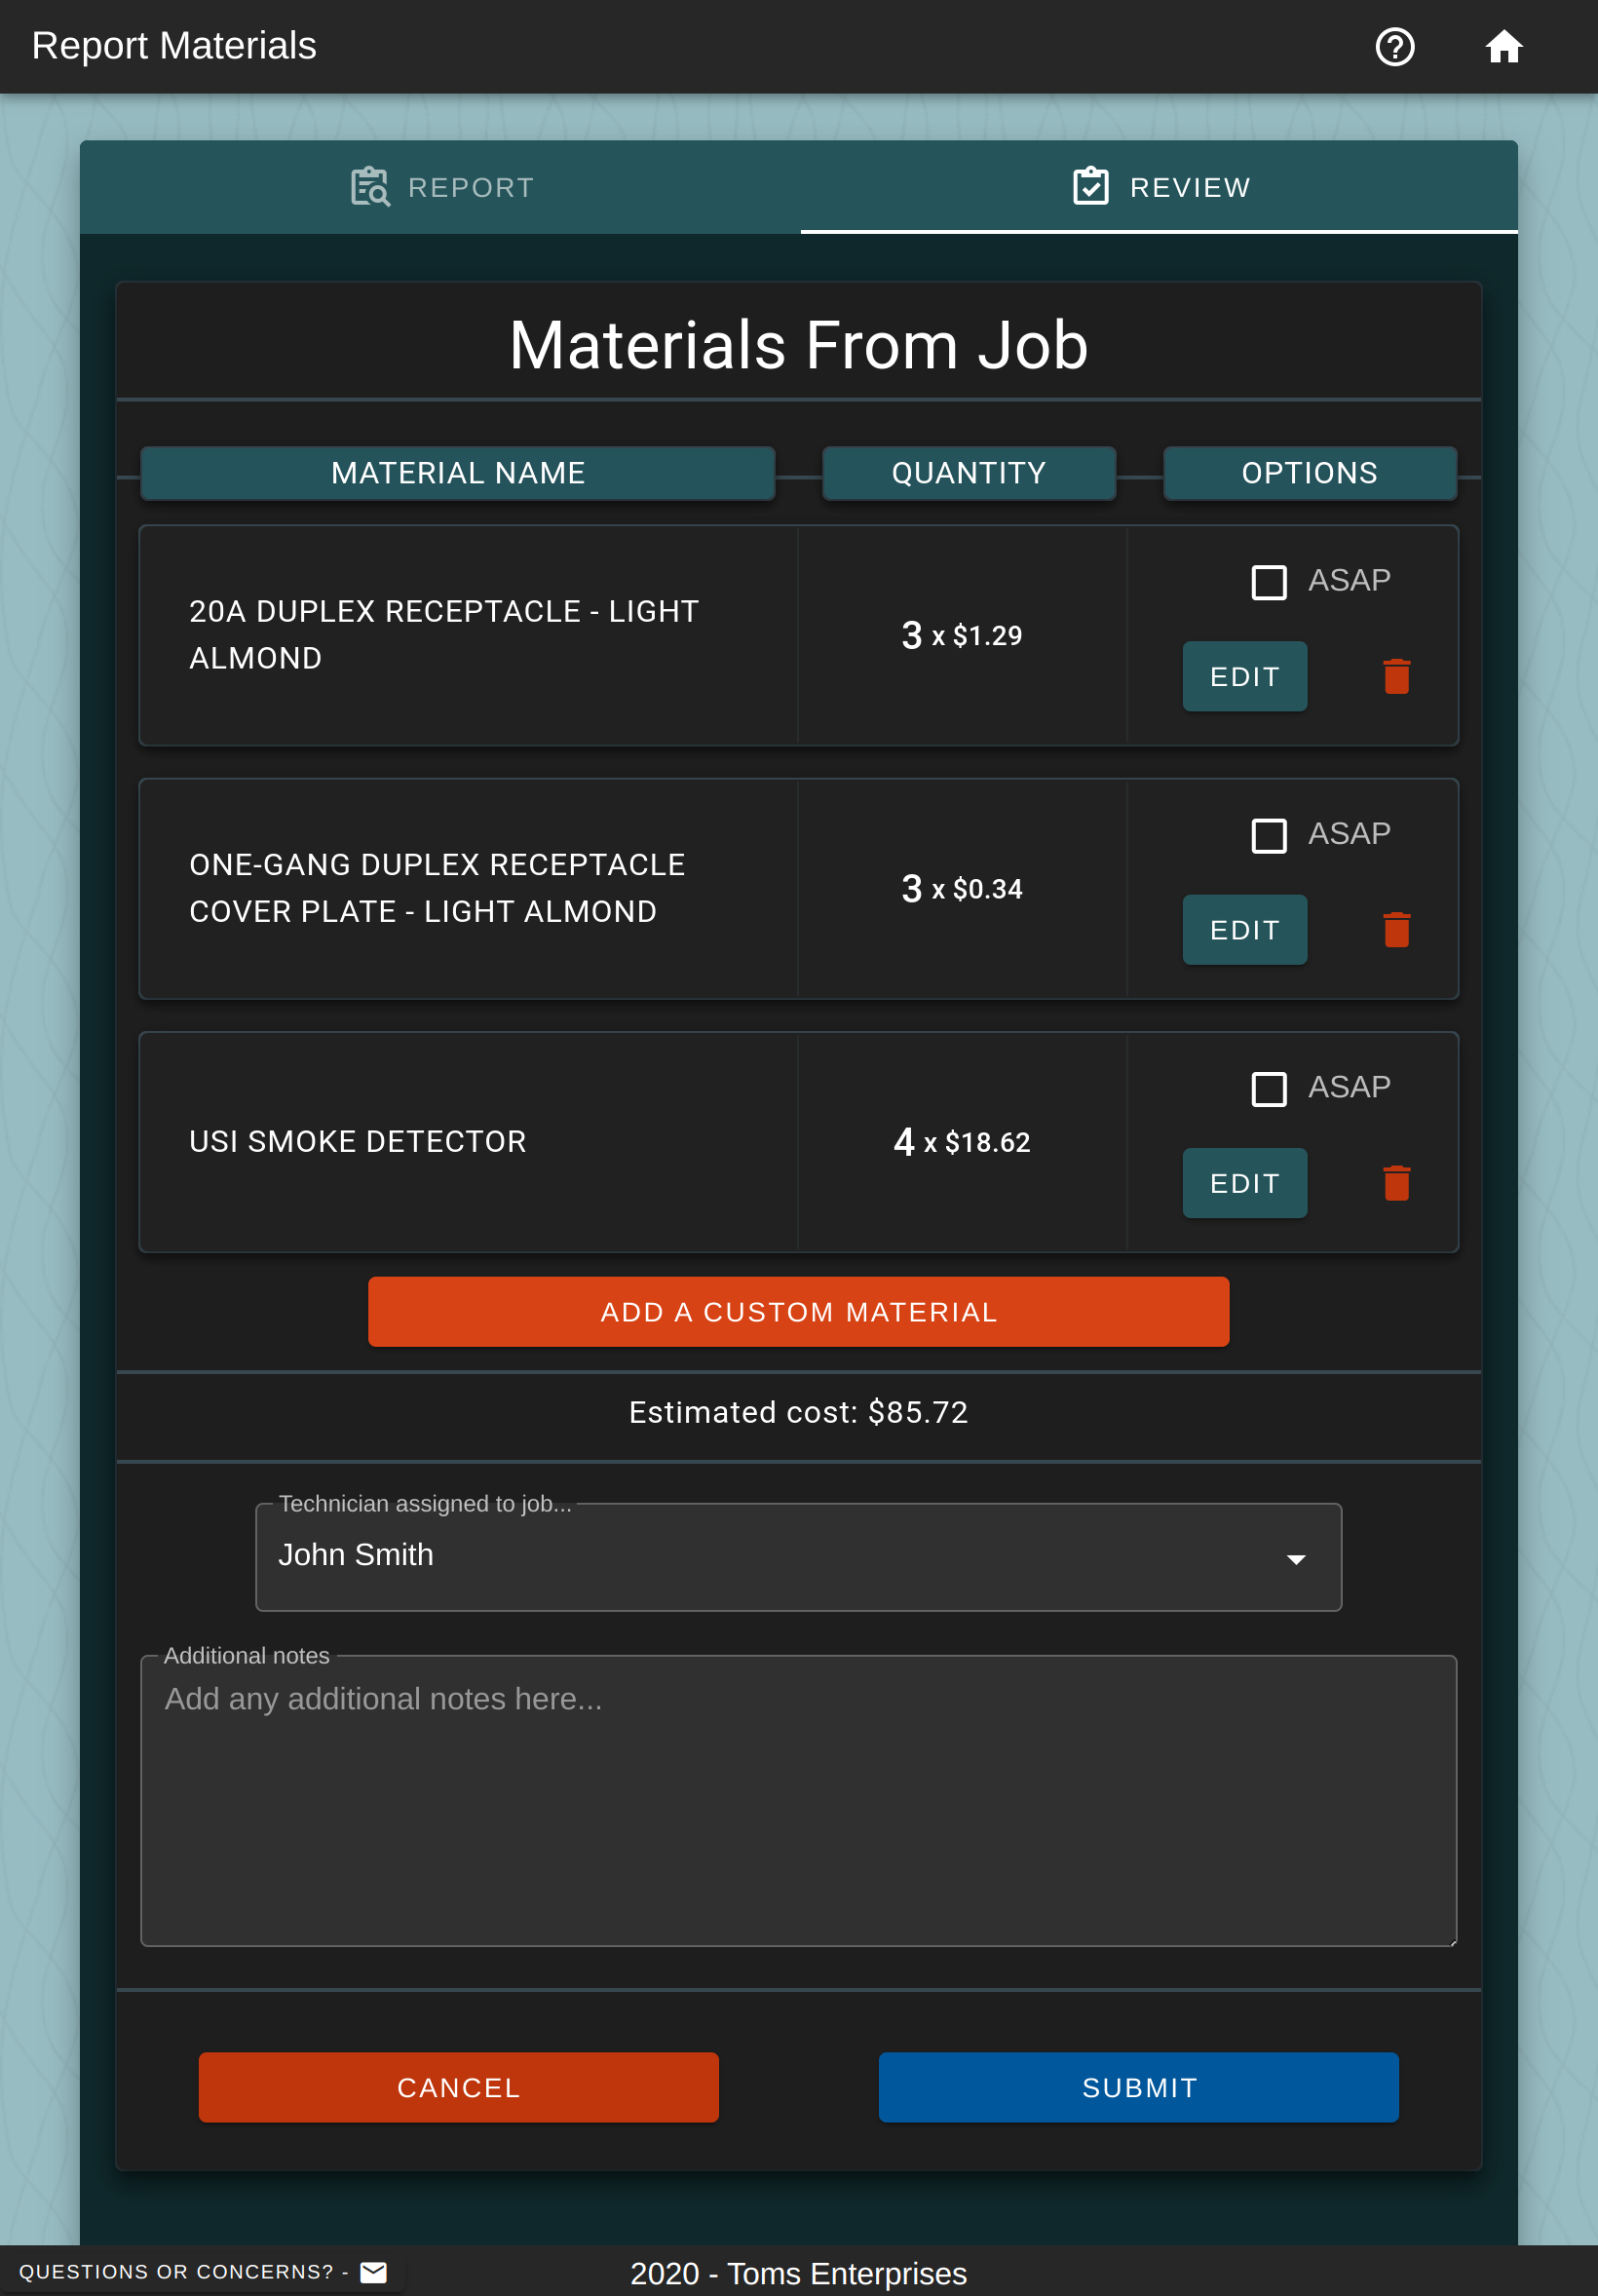 Report Materials
REPORT
REVIEW
Materials From Job
MATERIAL NAME
QUANTITY
OPTIONS
20A DUPLEX RECEPTACLE - LIGHT
ALMOND
3 x $1.29
ASAP
EDIT
ONE-GANG DUPLEX RECEPTACLE
COVER PLATE - LIGHT ALMOND
3 x $0.34
ASAP
EDIT
USI SMOKE DETECTOR
4 x $18.62
ASAP
EDIT
ADD A CUSTOM MATERIAL
Estimated cost: $85.72
Technician assigned to job...
John Smith
Additional notes
Add any additional notes here...
CANCEL
SUBMIT
QUESTIONS OR CONCERNS? -
2020 - Toms Enterprises